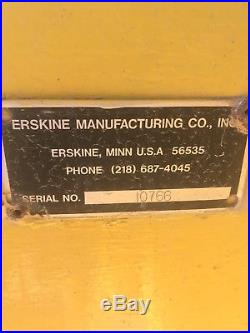 ERSKINE MANUFACTURING CO., INC.
ERSKINE, MINN U.S.A 56535
PHONE (218) 687-4045
SERIAL NO. 10766